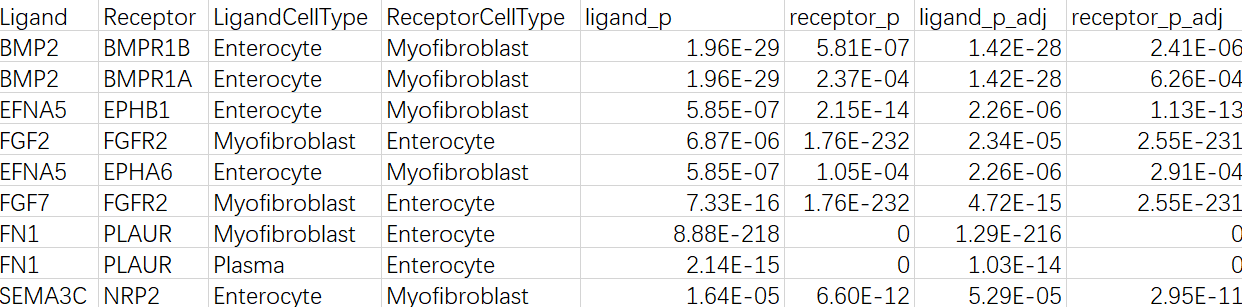 Ligand Receptor LigandCellType ReceptorCellType ligand_p receptor_p ligand_p_adj receptor_p_adj
BMP2 BMPR1B Enterocyte Myofibroblast 1.96E-29 5.81E-07 1.42E-28 2.41E-06
BMP2 BMPR1A Enterocyte Myofibroblast 1.96E-29 2.37E-04 1.42E-28 6.26E-04
EFNA5 EPHB1 Enterocyte Myofibroblast 5.85E-07 2.15E-14 2.26E-06 1.13E-13
FGF2 FGFR2 Myofibroblast Enterocyte 6.87E-06 1.76E-232 2.34E-05 2.55E-231
EFNA5 EPHA6 Enterocyte Myofibroblast 5.85E-07 1.05E-04 2.26E-06 2.91E-04
FGF7 FGFR2 Myofibroblast Enterocyte 7.33E-16 1.76E-232 4.72E-15 2.55E-231
FN1 PLAUR Myofibroblast Enterocyte 8.88E-218 0 1.29E-216 0
FN1 PLAUR Plasma Enterocyte 2.14E-15 0 1.03E-14 0
SEMA3C NRP2 Enterocyte Myofibroblast 1.64E-05 6.60E-12 5.29E-05 2.95E-11